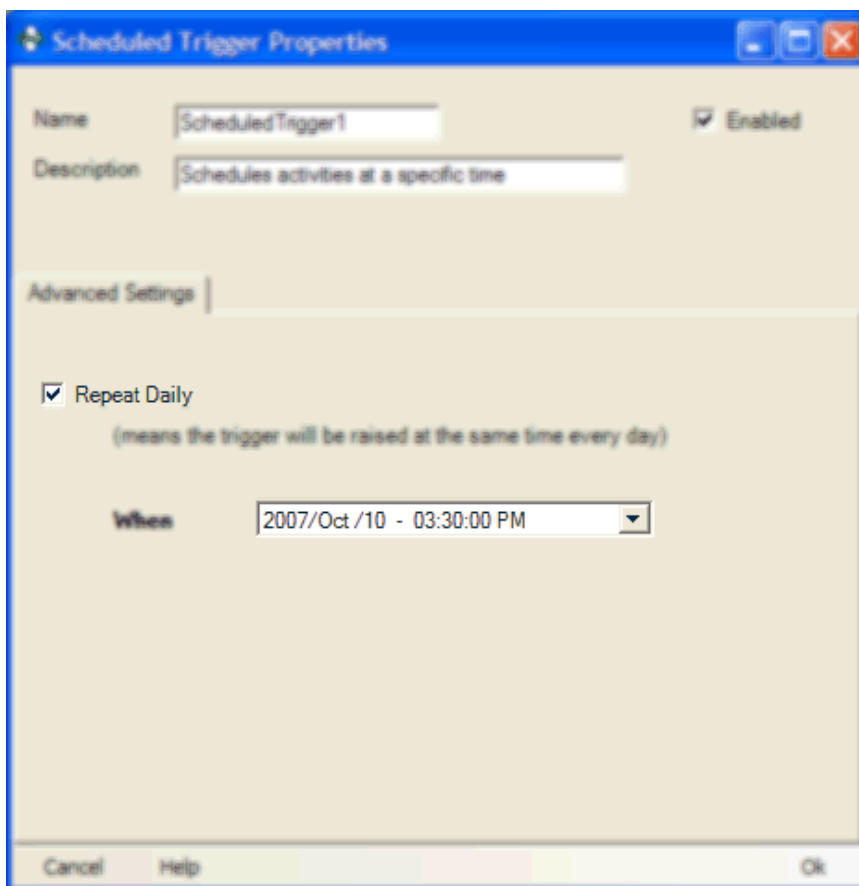 Scheduled Trigger Properties
Name ScheduledTrigger1 Enabled
Description Schedules activities at a specific time
Advanced Settings
Repeat Daily
(means the trigger will be raised at the same time every day)
When 2007/Oct /10 - 03:30:00 PM
Cancel Help Ok